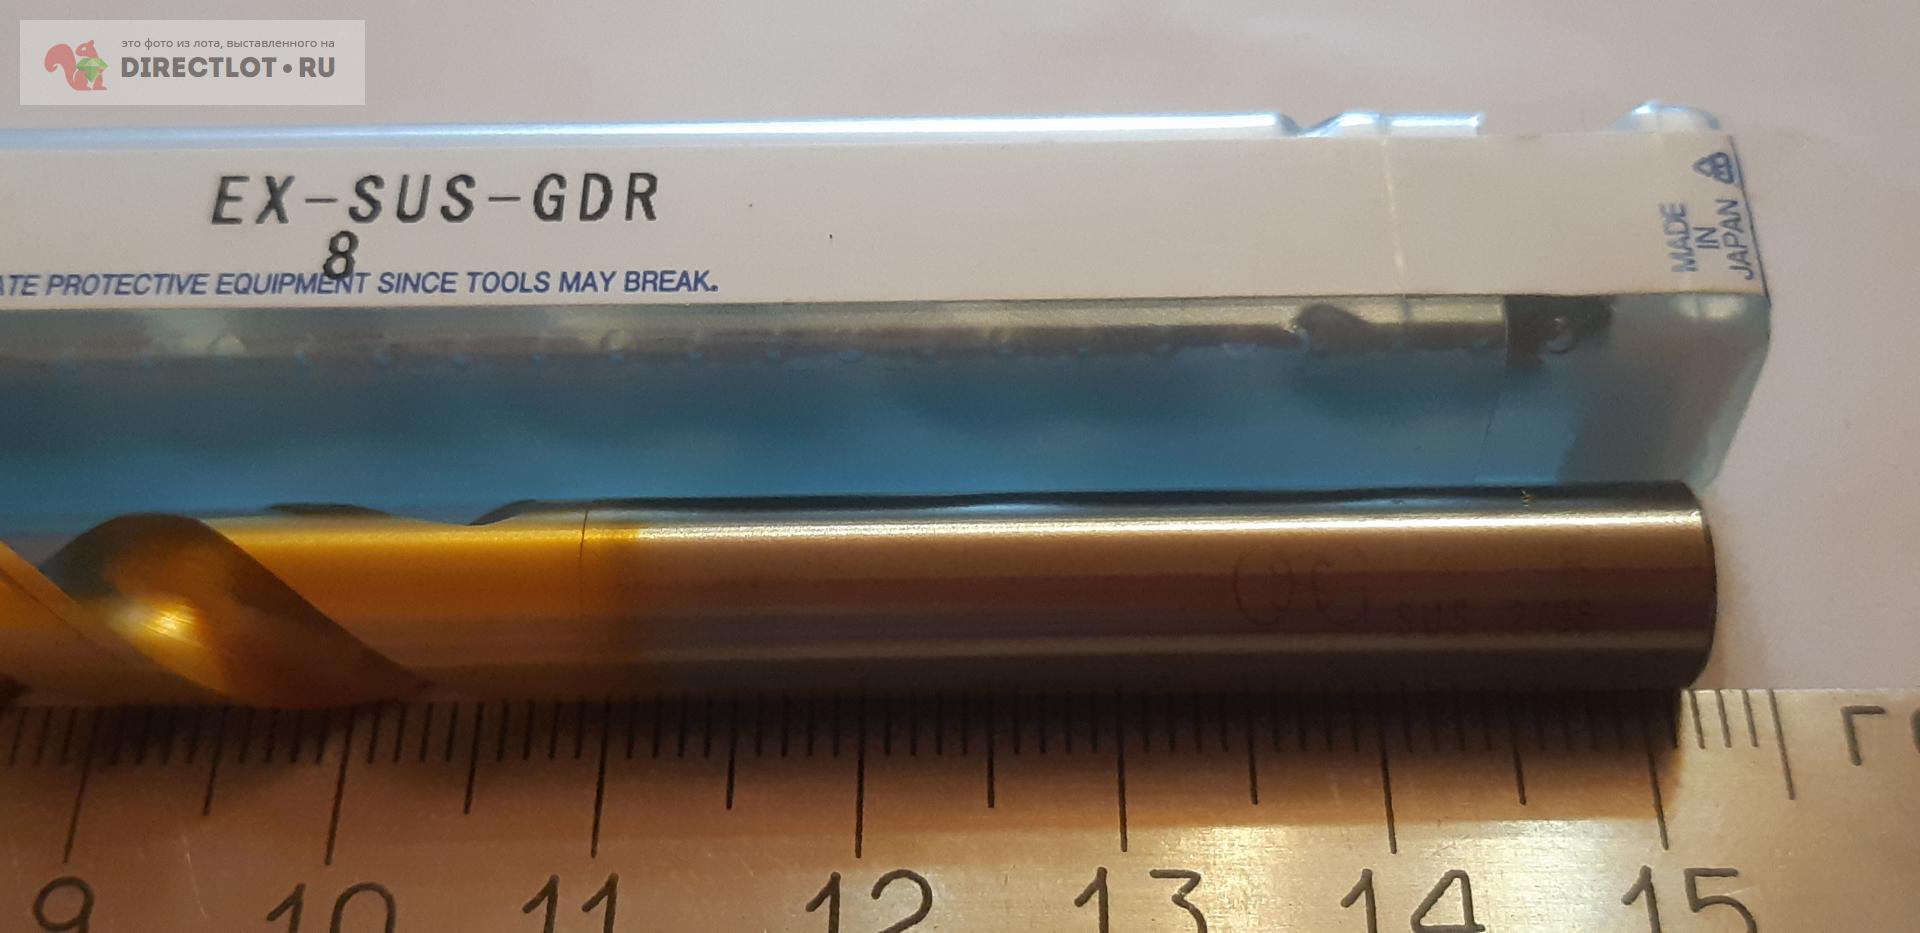 это фото из лота, выставленного на
DIRECTLOT•RU
EX-SUS-GDR
8
PROTECTIVE EQUIPMENT SINCE TOOLS MAY BREAK.
MADE
IN
JAPAN
SUS
9 10 11 12 13 14 15